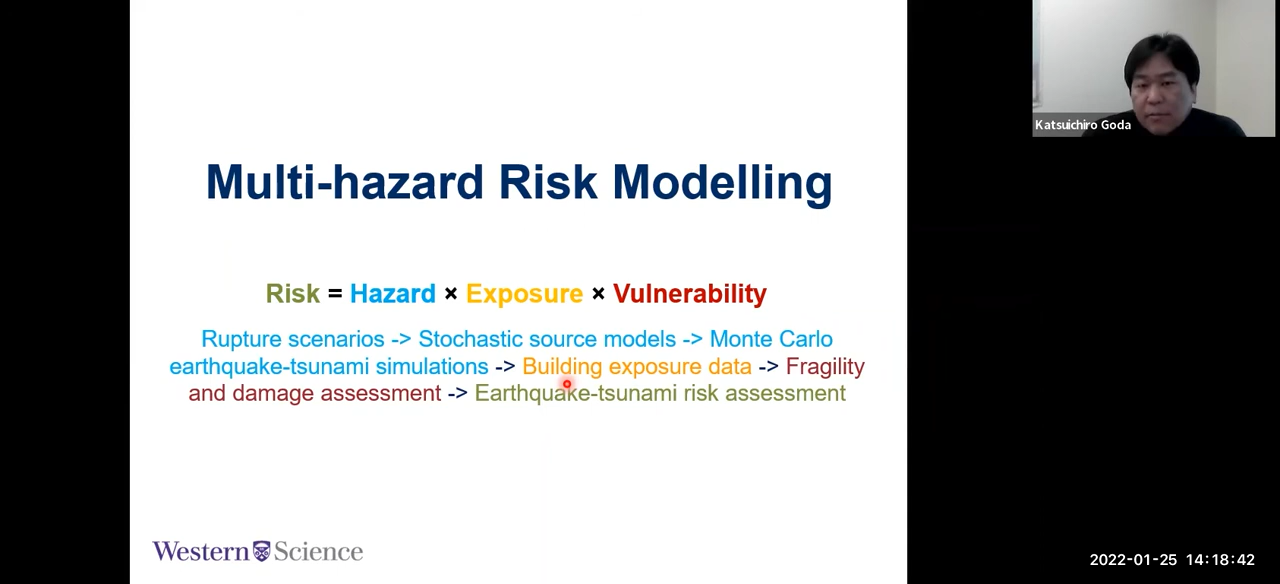 Multi-hazard Risk Modelling
Risk = Hazard × Exposure × Vulnerability
Rupture scenarios -> Stochastic source models -> Monte Carlo
earthquake-tsunami simulations -> Building exposure data -> Fragility
and damage assessment -> Earthquake-tsunami risk assessment
Western Science
Katsuichiro Goda
2022-01-25 14:18:42